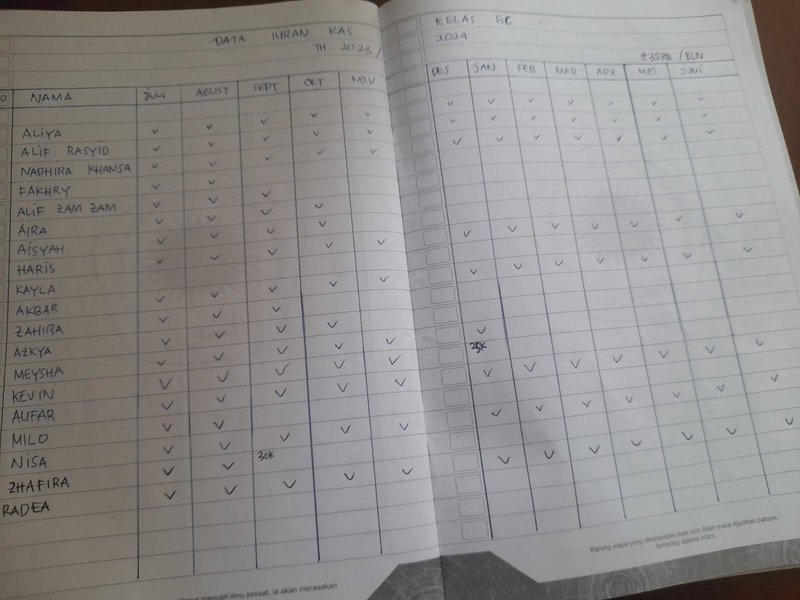 DATA IURAN KAS
TH. 2023/
NAMA JULI AGUST SEPT OKT NOV
ALIYA
ALIF RASYID
NADHIRA KHANSA
FAKHRY
ALIF ZAM ZAM
AIRA
AISYAH
HARIS
KAYLA
AKBAR
ZAHIRA
AZKYA
MEYSHA
KEVIN
AUFAR
MILO
NISA 30K
ZHAFIRA
RADEA
mencari ilmu sesaat, ia akan merasakan
KELAS 6C
2024
@35RB /BLN
DES JAN FEB MAR APR MEI JUNI
25K
Barang siapa yang dikehendaki baik oleh Allah maka dijadikan paham
terhadap agama islam.